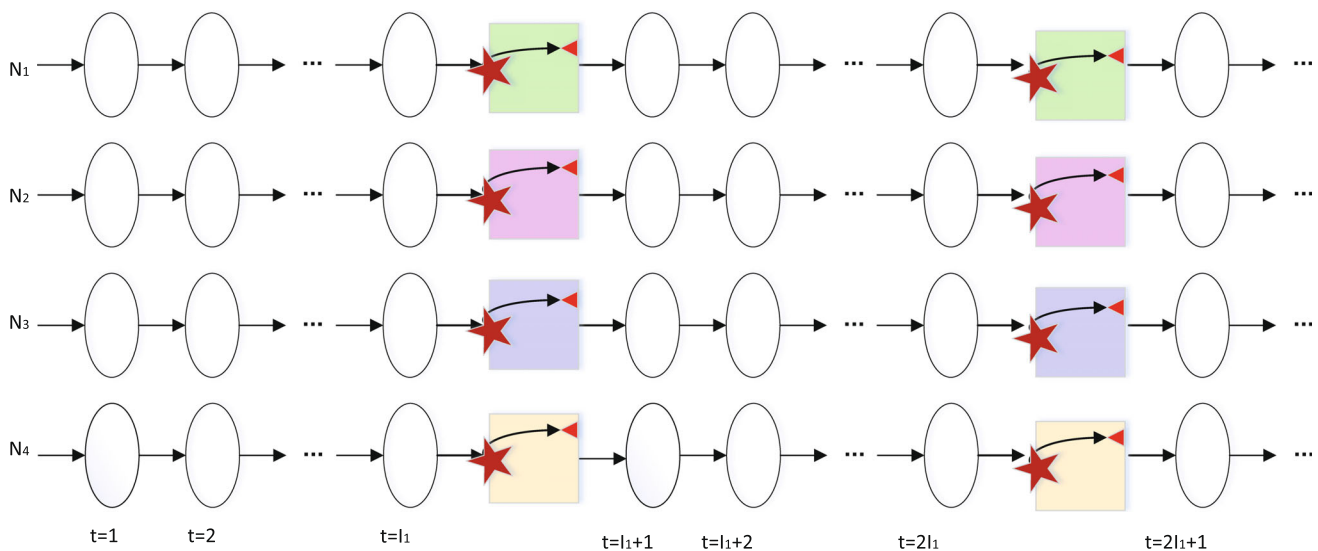 N₁ ... ... ...
N₂ ... ... ...
N₃ ... ... ...
N₄ ... ... ...
t=1 t=2 t=I₁ t=I₁+1 t=I₁+2 t=2I₁ t=2I₁+1